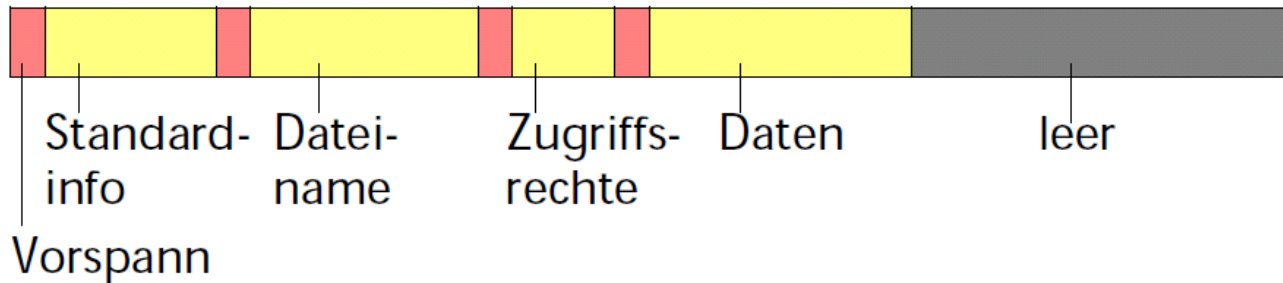 Standard- Datei- Zugriffs- Daten leer
info name rechte
Vorspann